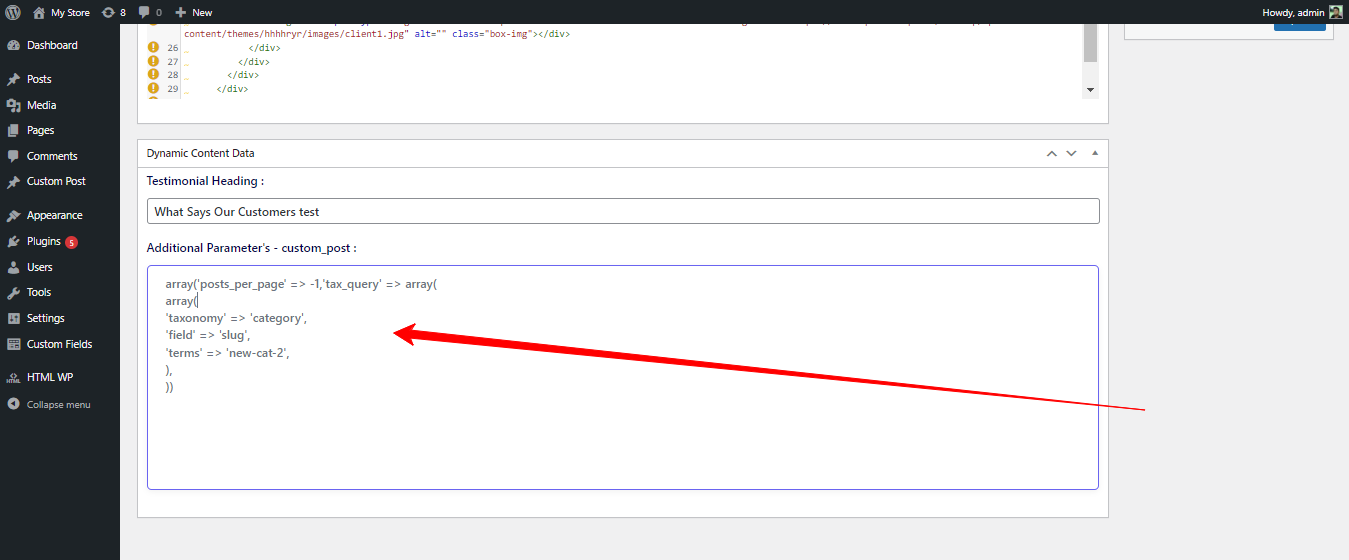 My Store
8
0
New
Howdy, admin
Dashboard
Posts
Media
Pages
Comments
Custom Post
Appearance
Plugins 5
Users
Tools
Settings
Custom Fields
HTML WP
Collapse menu
content/themes/hhhhryr/images/client1.jpg" alt="" class="box-img"></div>
26 </div>
27 </div>
28 </div>
29 </div>
Dynamic Content Data
Testimonial Heading :
What Says Our Customers test
Additional Parameter's - custom_post :
array('posts_per_page' => -1,'tax_query' => array(
array(
'taxonomy' => 'category',
'field' => 'slug',
'terms' => 'new-cat-2',
),
))